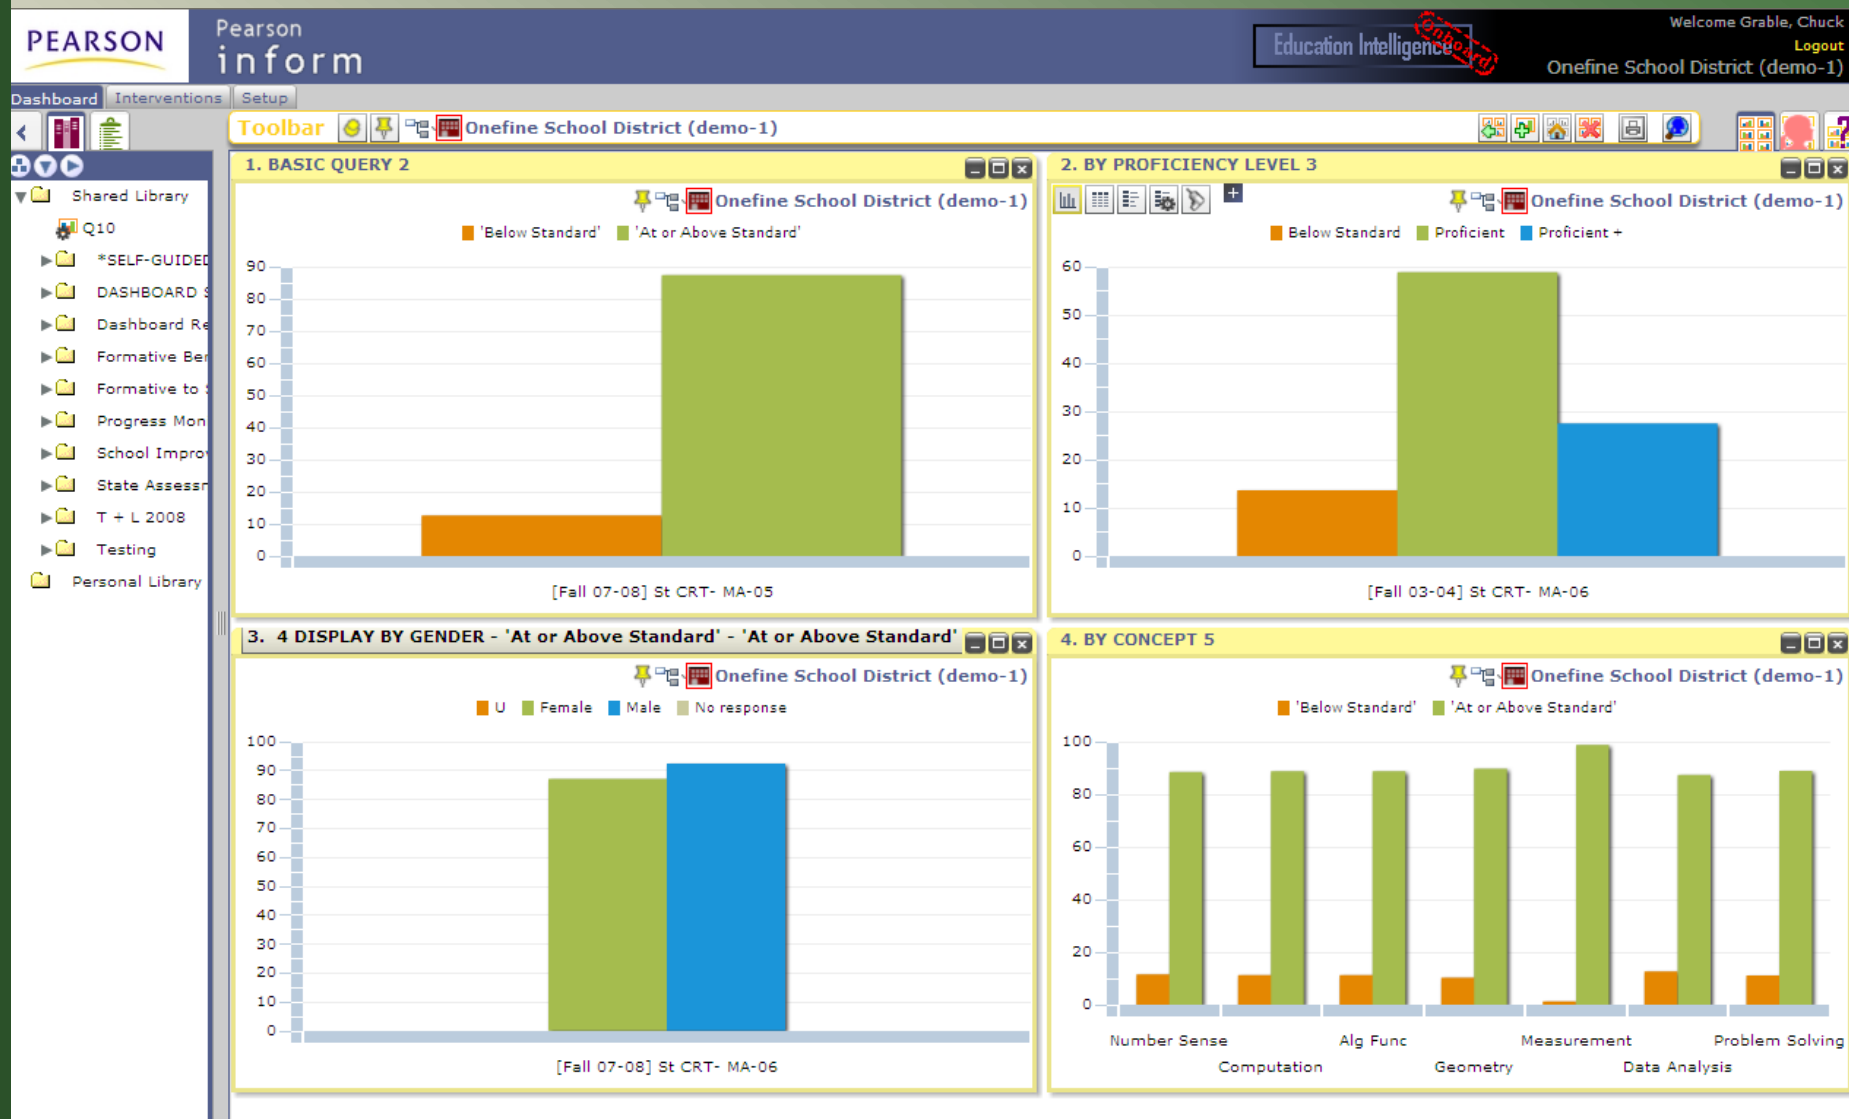 PEARSON
Pearson
inform
Education Intelligence
Onboard
Welcome Grable, Chuck
Logout
Onefine School District (demo-1)
Dashboard
Interventions
Setup
Toolbar
Onefine School District (demo-1)
Shared Library
Q10
*SELF-GUIDED
DASHBOARD S
Dashboard Re
Formative Ber
Formative to
Progress Mon
School Impro
State Assessr
T + L 2008
Testing
Personal Library
1. BASIC QUERY 2
Onefine School District (demo-1)
'Below Standard' 'At or Above Standard'
90
80
70
60
50
40
30
20
10
0
[Fall 07-08] St CRT- MA-05
2. BY PROFICIENCY LEVEL 3
Onefine School District (demo-1)
Below Standard Proficient Proficient +
60
50
40
30
20
10
0
[Fall 03-04] St CRT- MA-06
3. 4 DISPLAY BY GENDER - 'At or Above Standard' - 'At or Above Standard'
Onefine School District (demo-1)
U Female Male No response
100
90
80
70
60
50
40
30
20
10
0
[Fall 07-08] St CRT- MA-06
4. BY CONCEPT 5
Onefine School District (demo-1)
'Below Standard' 'At or Above Standard'
100
80
60
40
20
0
Number Sense Alg Func Measurement Problem Solving
Computation Geometry Data Analysis